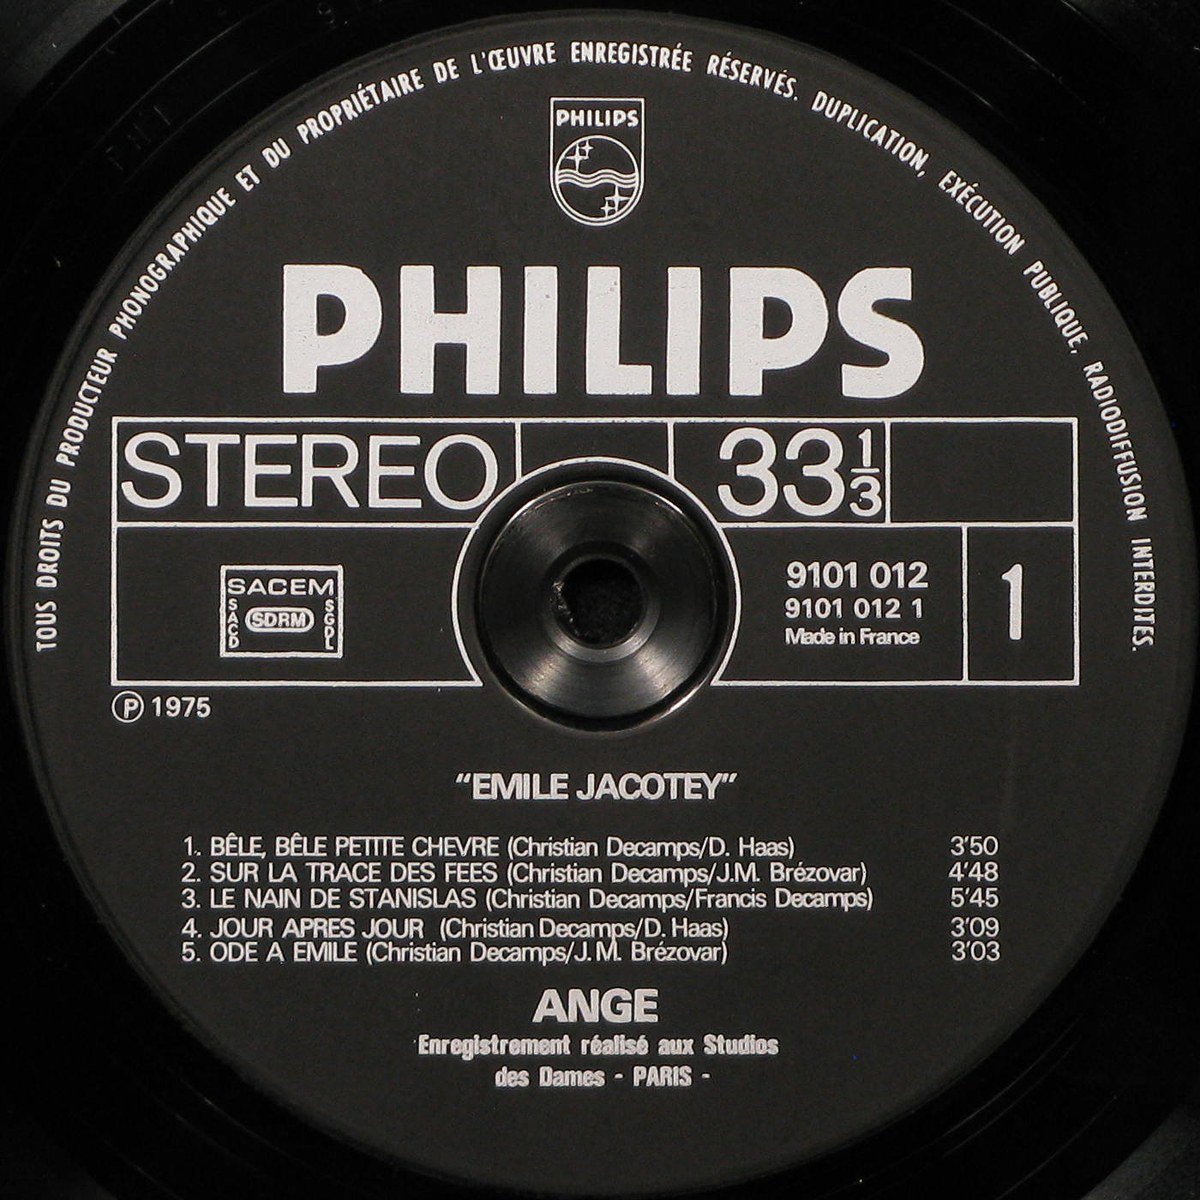 TOUS DROITS DU PRODUCTEUR PHONOGRAPHIQUE ET DU PROPRIÉTAIRE DE L'ŒUVRE ENREGISTRÉE RÉSERVÉS. DUPLICATION, EXÉCUTION PUBLIQUE, RADIODIFFUSION INTERDITES.
PHILIPS
PHILIPS
STEREO 33 1/3
SACEM
SACD SDRM SGDL
9101 012
9101 012 1
Made in France
1
Ⓟ 1975
"EMILE JACOTEY"
1. BÊLE, BÊLE PETITE CHEVRE (Christian Decamps/D. Haas) 3'50
2. SUR LA TRACE DES FEES (Christian Decamps/J.M. Brézovar) 4'48
3. LE NAIN DE STANISLAS (Christian Decamps/Francis Decamps) 5'45
4. JOUR APRES JOUR (Christian Decamps/D. Haas) 3'09
5. ODE A EMILE (Christian Decamps/J.M. Brézovar) 3'03
ANGE
Enregistrement réalisé aux Studios
des Dames - PARIS -